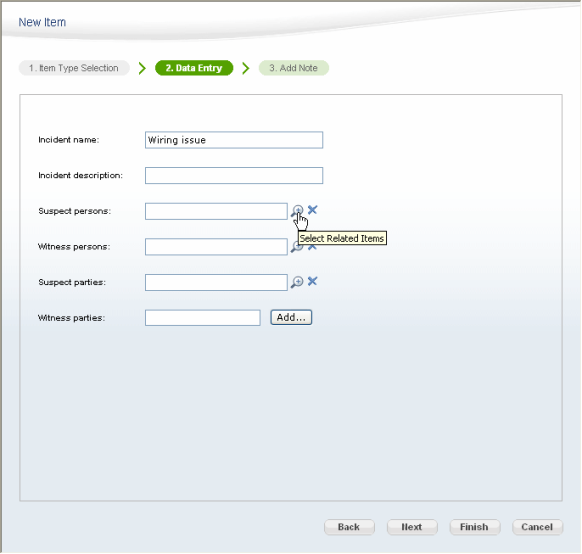 New Item
1. Item Type Selection
2. Data Entry
3. Add Note
Incident name:
Wiring issue
Incident description:
Suspect persons:
Select Related Items
Witness persons:
Suspect parties:
Witness parties:
Add...
Back
Next
Finish
Cancel